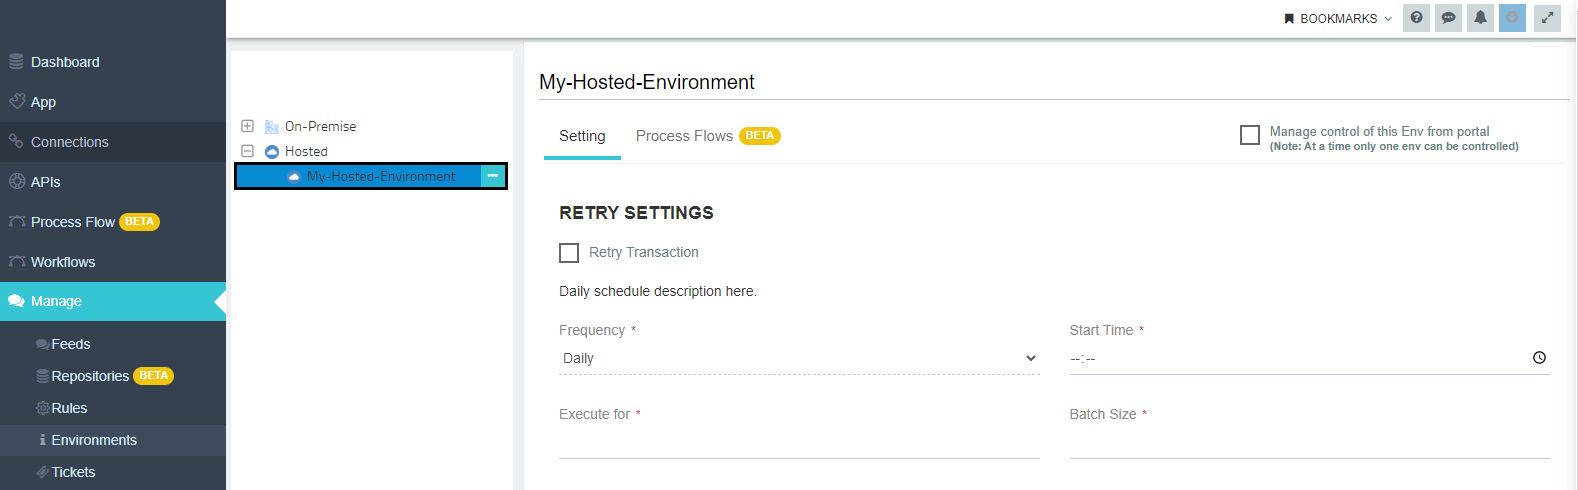 BOOKMARKS
Dashboard
App
Connections
APIs
Process Flow BETA
Workflows
Manage
Feeds
Repositories BETA
Rules
Environments
Tickets
On-Premise
Hosted
My-Hosted-Environment
My-Hosted-Environment
Setting Process Flows BETA
Manage control of this Env from portal
(Note: At a time only one env can be controlled)
RETRY SETTINGS
Retry Transaction
Daily schedule description here.
Frequency * Start Time *
Daily --:--
Execute for * Batch Size *